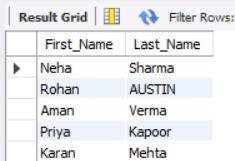 Result Grid Filter Rows:
First_Name Last_Name
Neha Sharma
Rohan AUSTIN
Aman Verma
Priya Kapoor
Karan Mehta